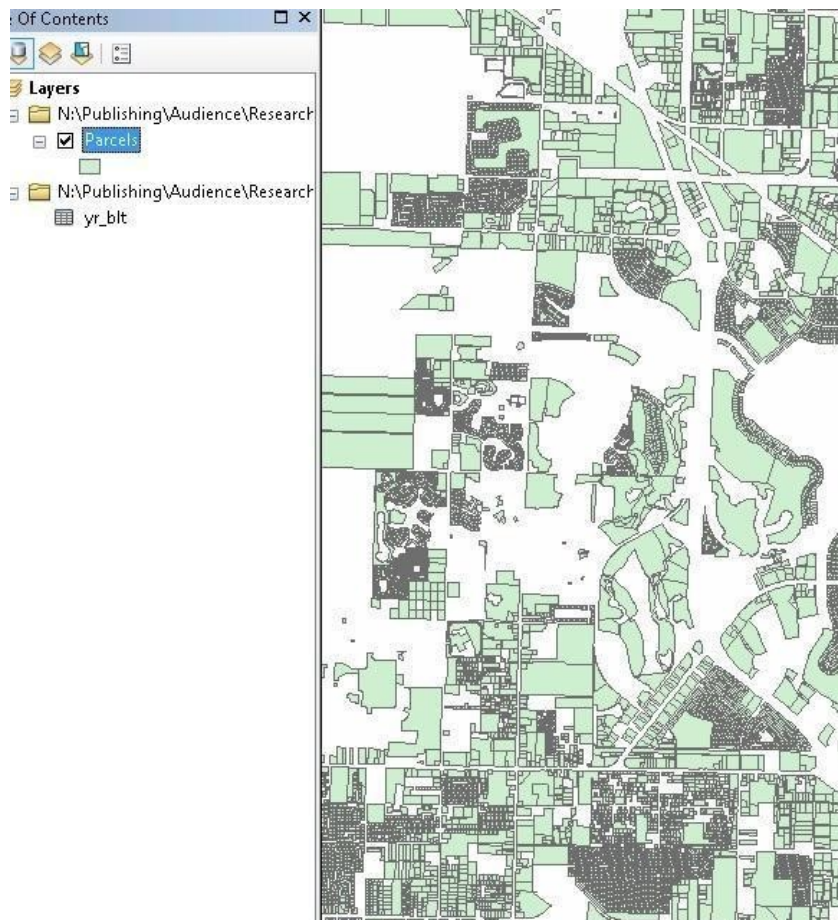 e Of Contents
Layers
N:\Publishing\Audience\Research
Parcels
N:\Publishing\Audience\Research
yr_blt